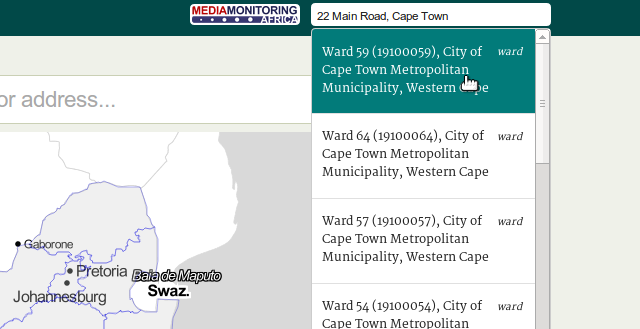 MEDIAMONITORING
AFRICA
22 Main Road, Cape Town
or address...
Ward 59 (19100059), City of
Cape Town Metropolitan
Municipality, Western Cape
ward
Ward 64 (19100064), City of
Cape Town Metropolitan
Municipality, Western Cape
ward
Ward 57 (19100057), City of
Cape Town Metropolitan
Municipality, Western Cape
ward
Ward 54 (19100054), City of
Cape Town Metropolitan
ward
Gaborone
Pretoria
Baia de Maputo
Johannesburg
Swaz.